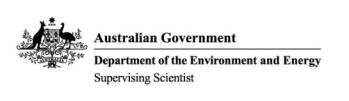 Australian Government
Department of the Environment and Energy
Supervising Scientist